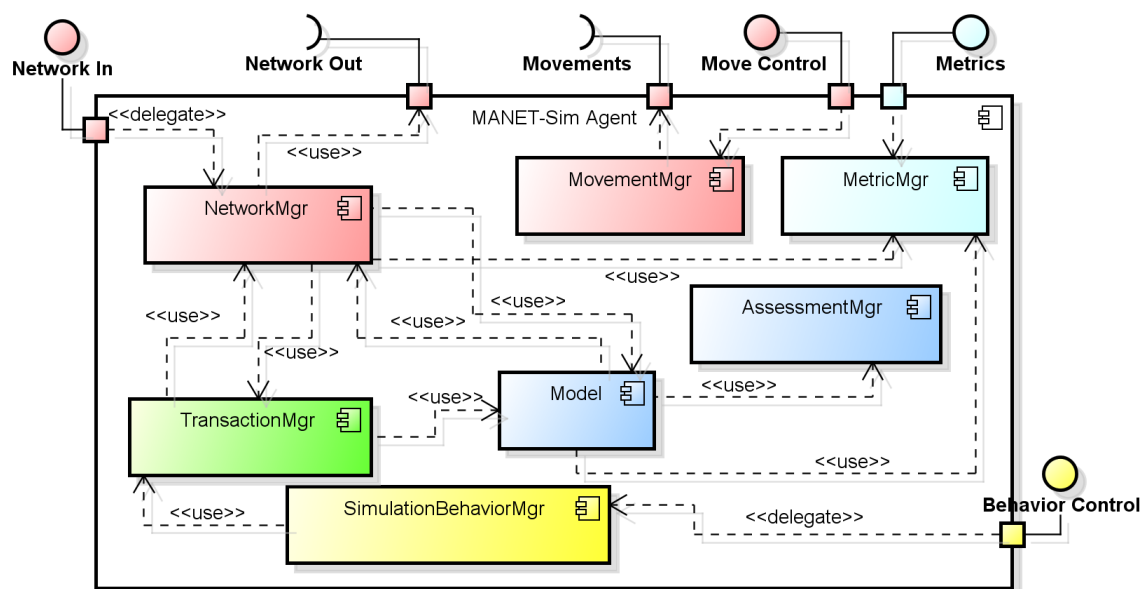 Network In
Network Out
Movements
Move Control
Metrics
<<delegate>>
MANET-Sim Agent
<<use>>
MovementMgr
MetricMgr
NetworkMgr
<<use>>
<<use>>
AssessmentMgr
<<use>>
<<use>>
<<use>>
Model
<<use>>
<<use>>
TransactionMgr
<<use>>
SimulationBehaviorMgr
<<use>>
<<delegate>>
Behavior Control